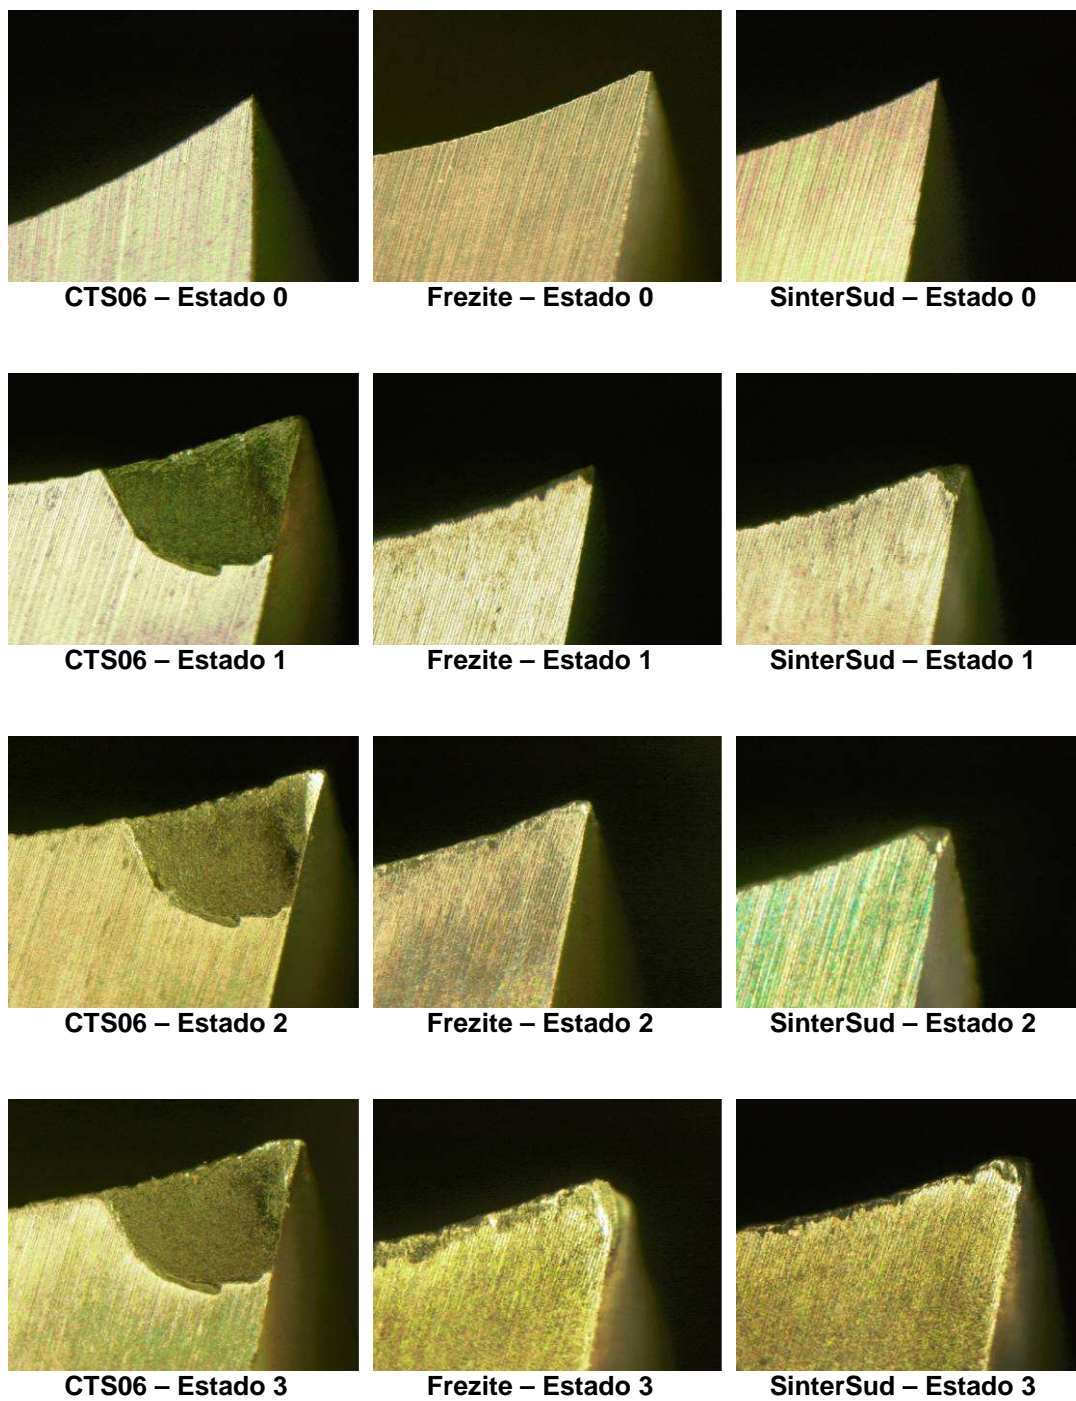 CTS06 – Estado 0
Frezite – Estado 0
SinterSud – Estado 0
CTS06 – Estado 1
Frezite – Estado 1
SinterSud – Estado 1
CTS06 – Estado 2
Frezite – Estado 2
SinterSud – Estado 2
CTS06 – Estado 3
Frezite – Estado 3
SinterSud – Estado 3